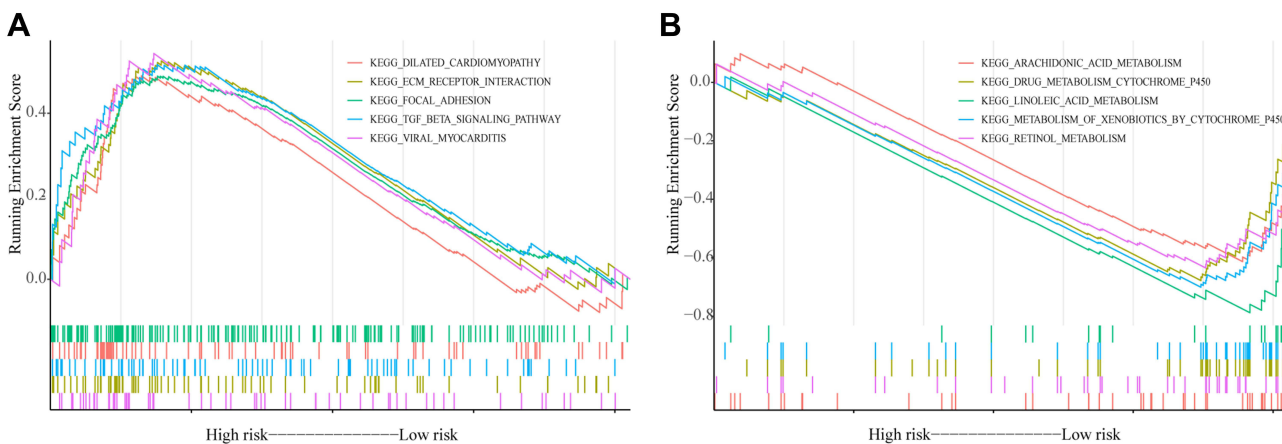 A
Running Enrichment Score
0.4
0.2
0.0
KEGG_DILATED_CARDIOMYOPATHY
KEGG_ECM_RECEPTOR_INTERACTION
KEGG_FOCAL_ADHESION
KEGG_TGF_BETA_SIGNALING_PATHWAY
KEGG_VIRAL_MYOCARDITIS
High risk--------------Low risk
B
Running Enrichment Score
0.0
−0.2
−0.4
−0.6
−0.8
KEGG_ARACHIDONIC_ACID_METABOLISM
KEGG_DRUG_METABOLISM_CYTOCHROME_P450
KEGG_LINOLEIC_ACID_METABOLISM
KEGG_METABOLISM_OF_XENOBIOTICS_BY_CYTOCHROME_P450
KEGG_RETINOL_METABOLISM
High risk--------------Low risk